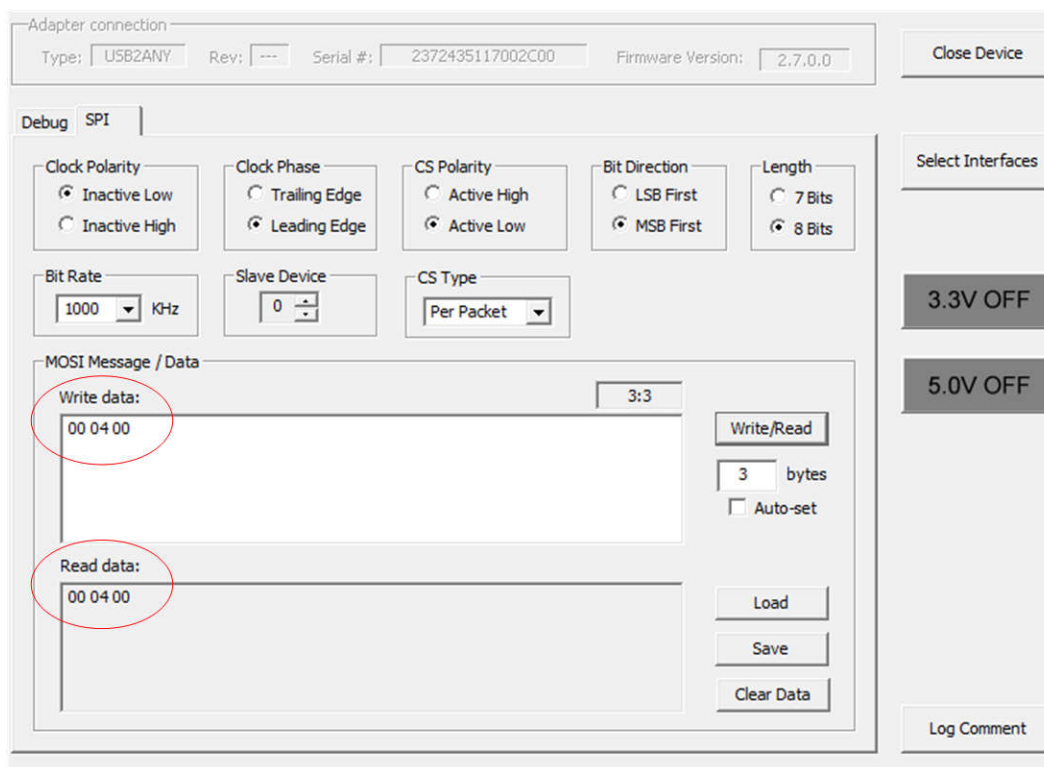 Adapter connection
Type: USB2ANY Rev: --- Serial #: 2372435117002C00 Firmware Version: 2.7.0.0
Close Device
Debug SPI
Select Interfaces
Clock Polarity Clock Phase CS Polarity Bit Direction Length
Inactive Low Trailing Edge Active High LSB First 7 Bits
Inactive High Leading Edge Active Low MSB First 8 Bits
Bit Rate Slave Device CS Type
1000 KHz 0 Per Packet
3.3V OFF
5.0V OFF
MOSI Message / Data
Write data: 3:3
00 04 00 Write/Read
3 bytes
Auto-set
Read data:
00 04 00
Load
Save
Clear Data
Log Comment